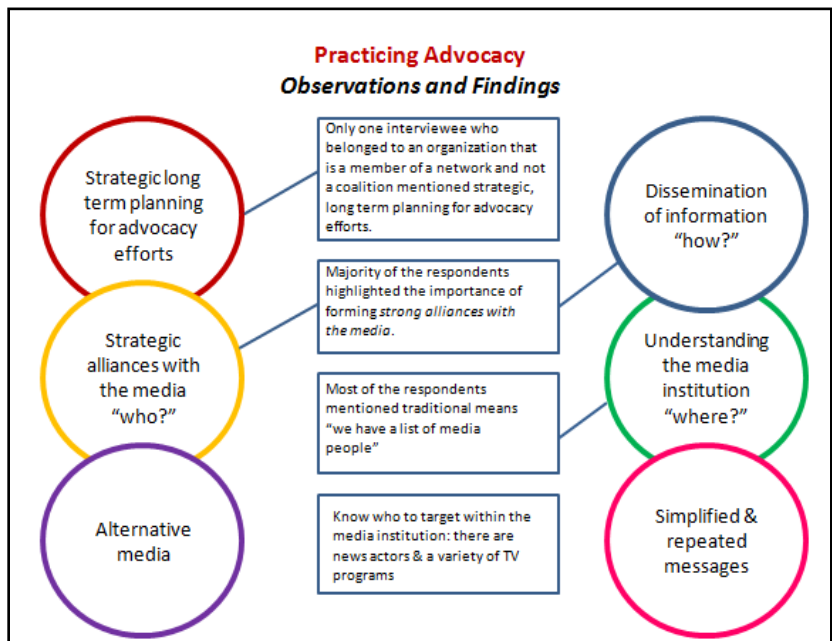 Practicing Advocacy
Observations and Findings
Strategic long
term planning
for advocacy
efforts
Strategic
alliances with
the media
“who?”
Alternative
media
Only one interviewee who
belonged to an organization that
is a member of a network and not
a coalition mentioned strategic,
long term planning for advocacy
efforts.
Majority of the respondents
highlighted the importance of
forming strong alliances with
the media.
Most of the respondents
mentioned traditional means
“we have a list of media
people”
Know who to target within the
media institution: there are
news actors & a variety of TV
programs
Dissemination
of information
“how?”
Understanding
the media
institution
“where?”
Simplified &
repeated
messages